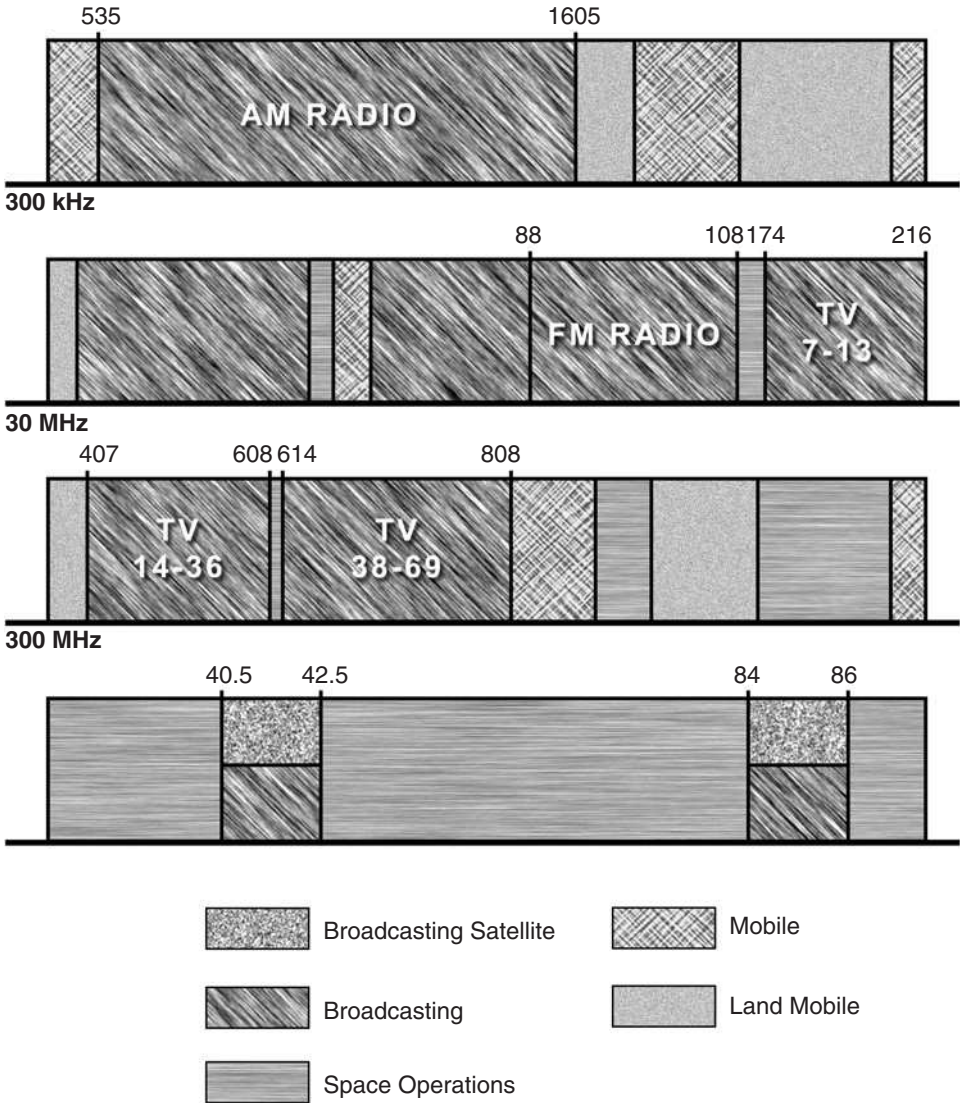 535 1605
AM RADIO
300 kHz
88 108 174 216
FM RADIO
TV
7-13
30 MHz
407 608 614 808
TV
14-36
TV
38-69
300 MHz
40.5 42.5 84 86
Broadcasting Satellite
Mobile
Broadcasting
Land Mobile
Space Operations